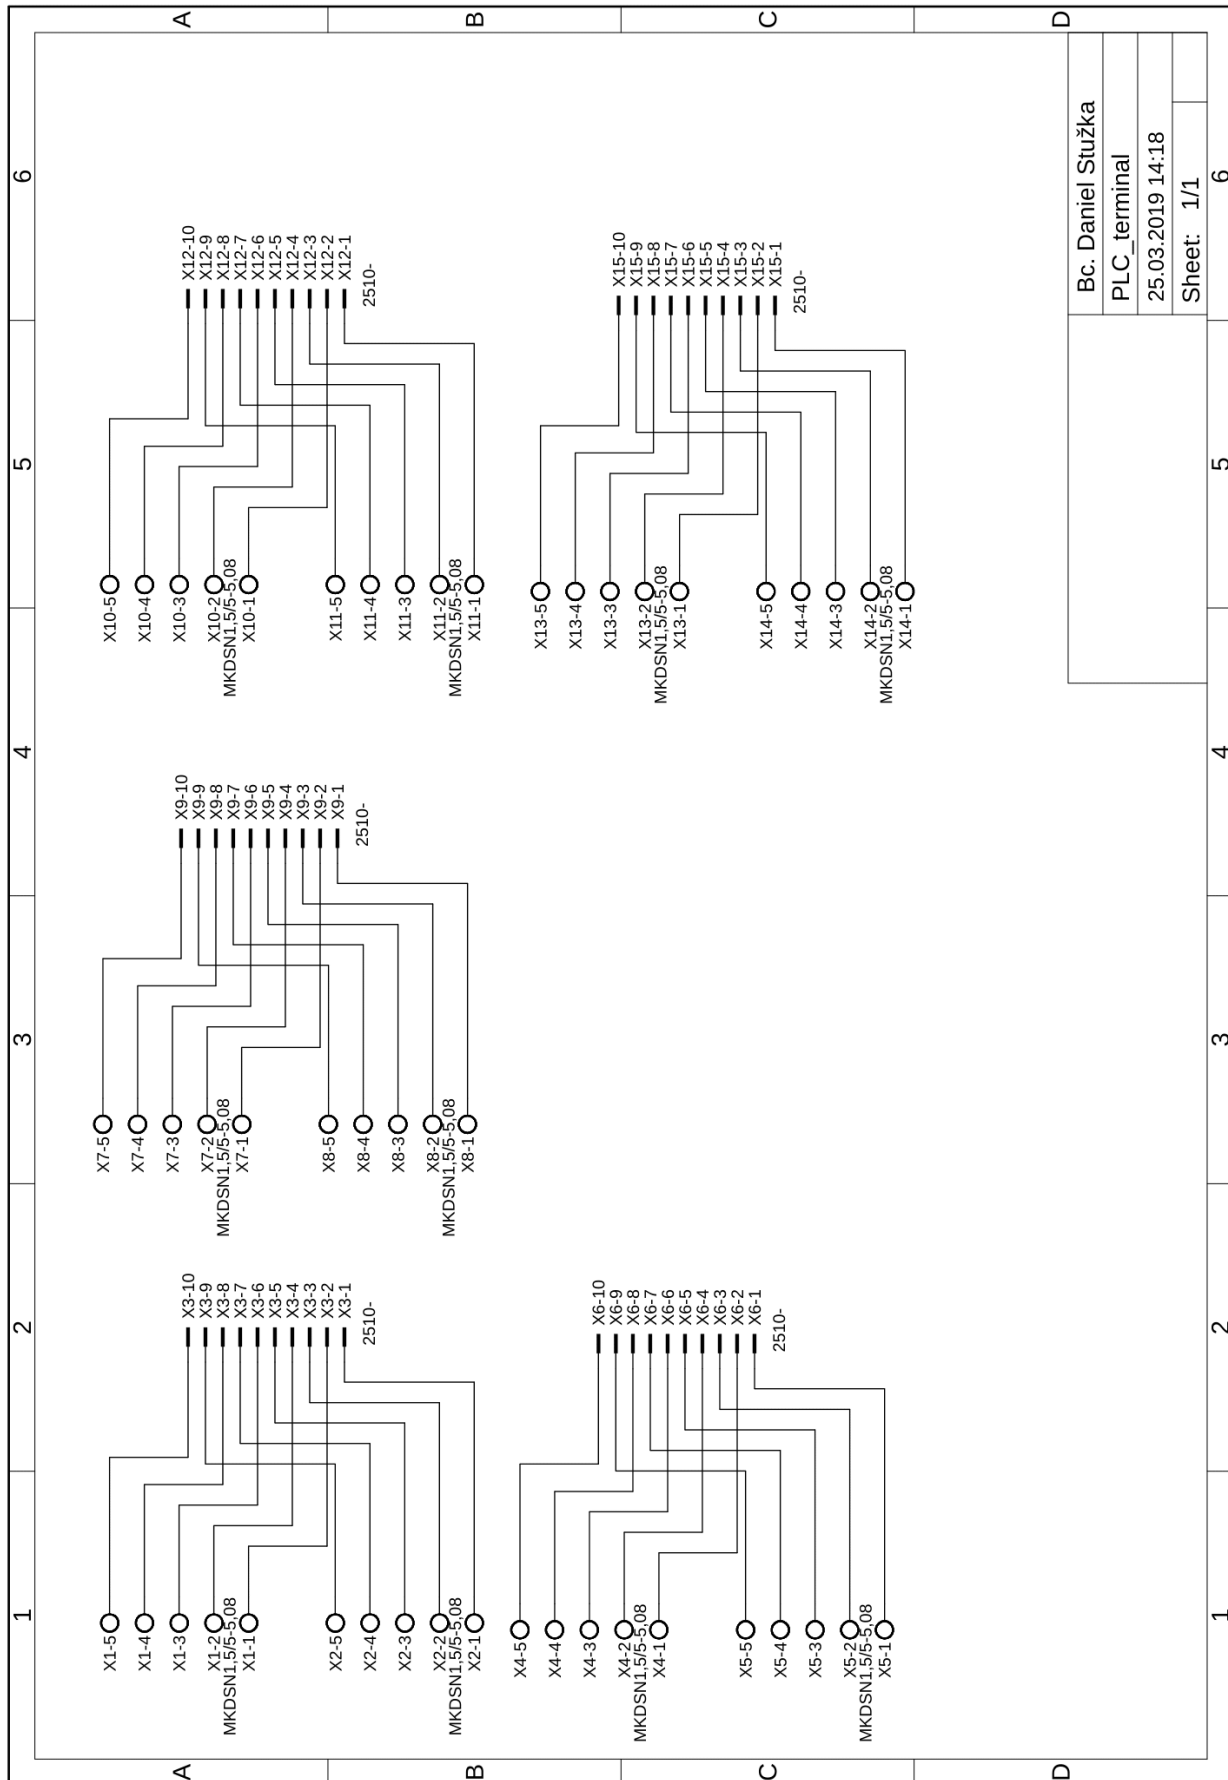 1
2
3
4
5
6
A
B
C
D
X1-5
X1-4
X1-3
X1-2
MKDSN1,5/5-5,08
X1-1
X2-5
X2-4
X2-3
X2-2
MKDSN1,5/5-5,08
X2-1
X3-10
X3-9
X3-8
X3-7
X3-6
X3-5
X3-4
X3-3
X3-2
X3-1
2510-
X7-5
X7-4
X7-3
X7-2
MKDSN1,5/5-5,08
X7-1
X8-5
X8-4
X8-3
X8-2
MKDSN1,5/5-5,08
X8-1
X9-10
X9-9
X9-8
X9-7
X9-6
X9-5
X9-4
X9-3
X9-2
X9-1
2510-
X10-5
X10-4
X10-3
X10-2
MKDSN1,5/5-5,08
X10-1
X11-5
X11-4
X11-3
X11-2
MKDSN1,5/5-5,08
X11-1
X12-10
X12-9
X12-8
X12-7
X12-6
X12-5
X12-4
X12-3
X12-2
X12-1
2510-
X4-5
X4-4
X4-3
X4-2
MKDSN1,5/5-5,08
X4-1
X5-5
X5-4
X5-3
X5-2
MKDSN1,5/5-5,08
X5-1
X6-10
X6-9
X6-8
X6-7
X6-6
X6-5
X6-4
X6-3
X6-2
X6-1
2510-
X13-5
X13-4
X13-3
X13-2
MKDSN1,5/5-5,08
X13-1
X14-5
X14-4
X14-3
X14-2
MKDSN1,5/5-5,08
X14-1
X15-10
X15-9
X15-8
X15-7
X15-6
X15-5
X15-4
X15-3
X15-2
X15-1
2510-
Bc. Daniel Stužka
PLC_terminal
25.03.2019 14:18
Sheet: 1/1
A
B
C
D
1
2
3
4
5
6